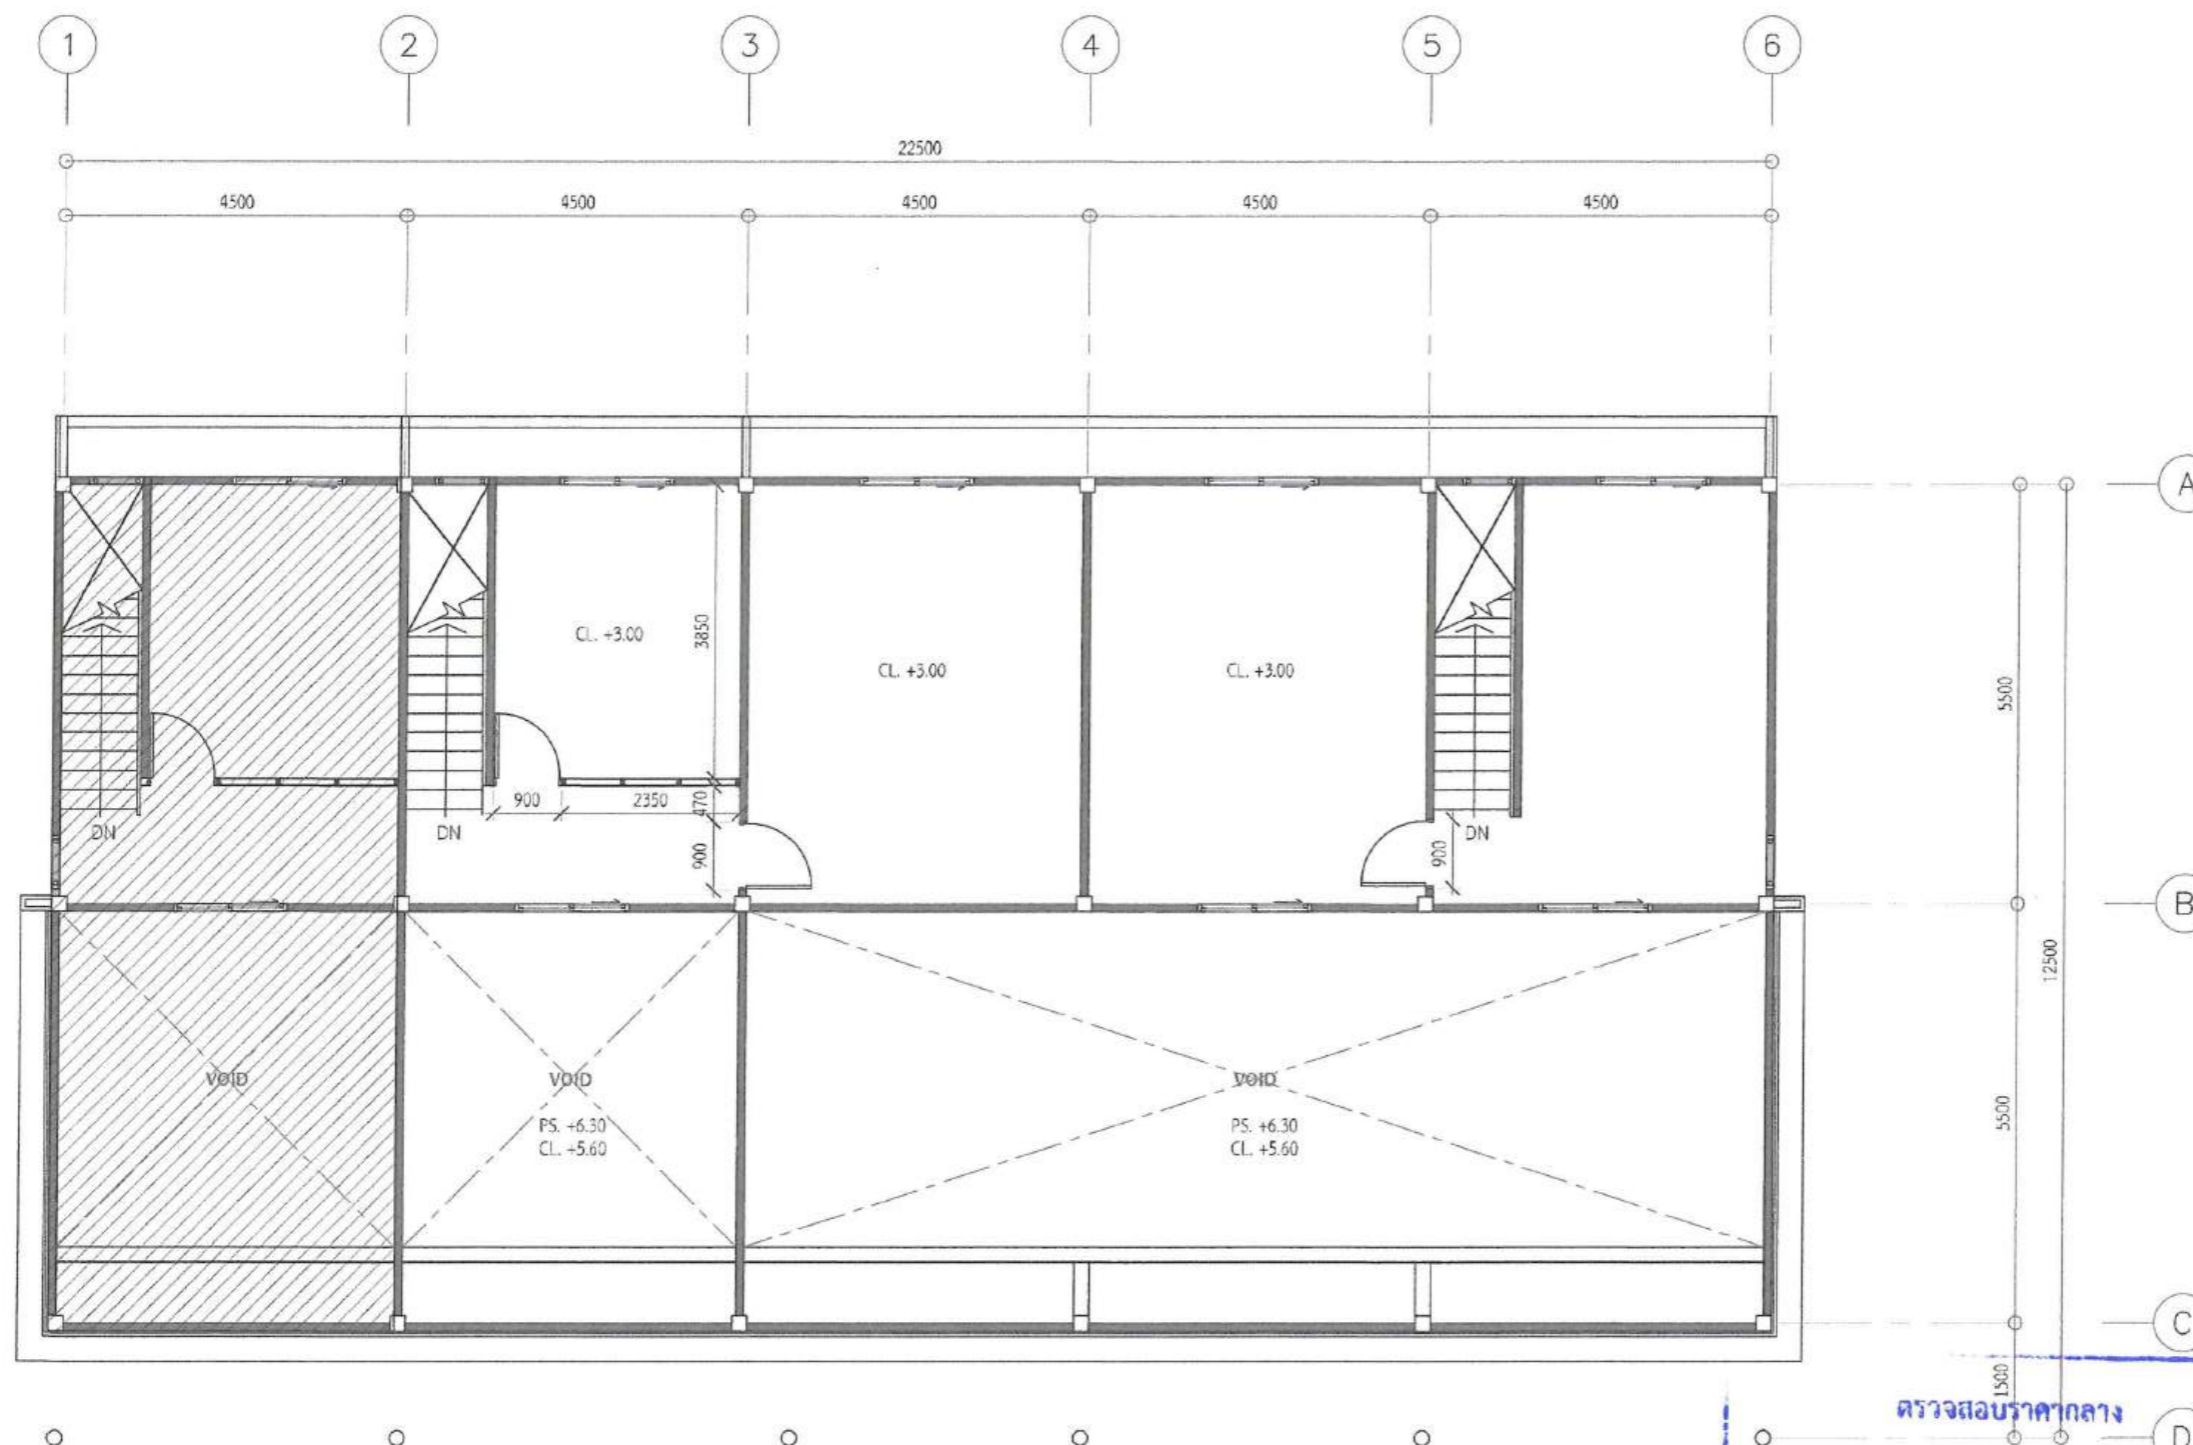 1 2 3 4 5 6
22500
4500 4500 4500 4500 4500
A
CL. +3.00
3850
CL. +3.00
CL. +3.00
5500
900 2350 470
DN DN DN
900 900
B
12500
VOID VOID VOID
PS. +6.30 PS. +6.30
CL. +5.60 CL. +5.60
5500
C
1500
ตรวจสอบราคากลาง
D